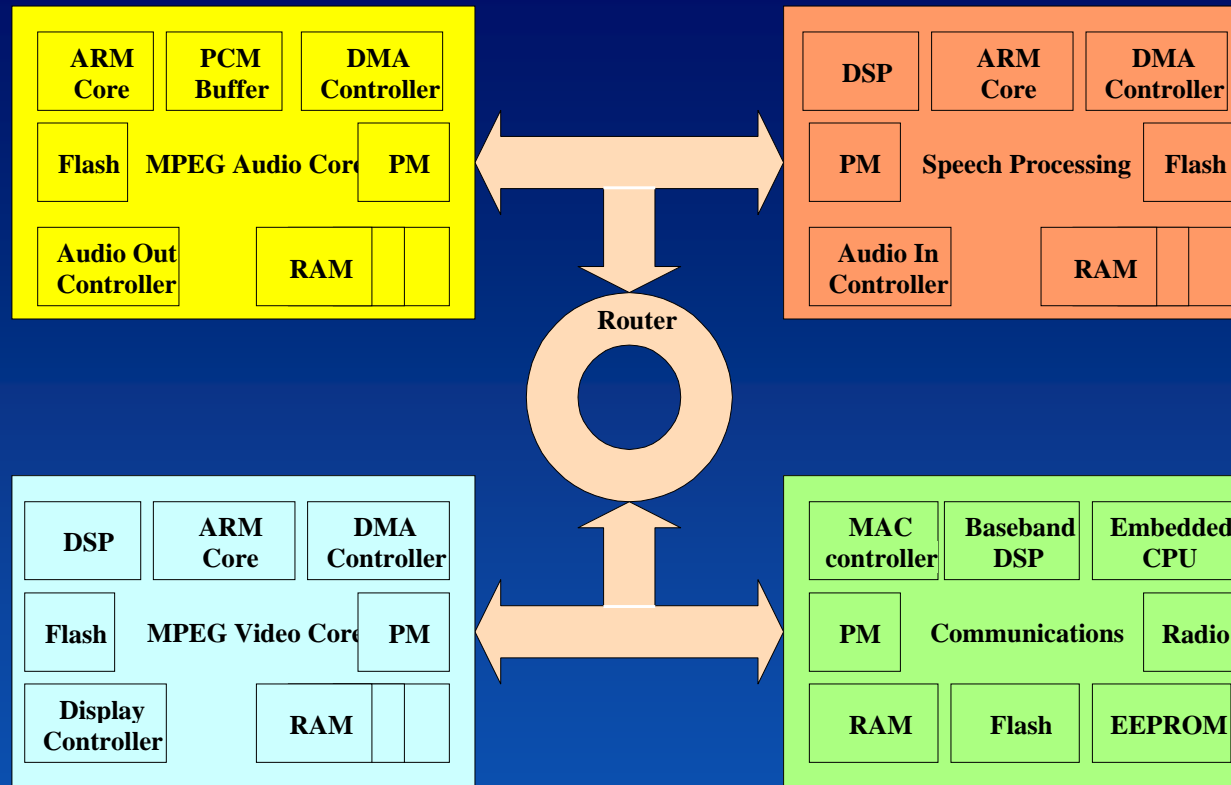 ARM
Core
PCM
Buffer
DMA
Controller
Flash
MPEG Audio Core
PM
Audio Out
Controller
RAM
DSP
ARM
Core
DMA
Controller
PM
Speech Processing
Flash
Audio In
Controller
RAM
Router
DSP
ARM
Core
DMA
Controller
Flash
MPEG Video Core
PM
Display
Controller
RAM
MAC
controller
Baseband
DSP
Embedded
CPU
PM
Communications
Radio
RAM
Flash
EEPROM